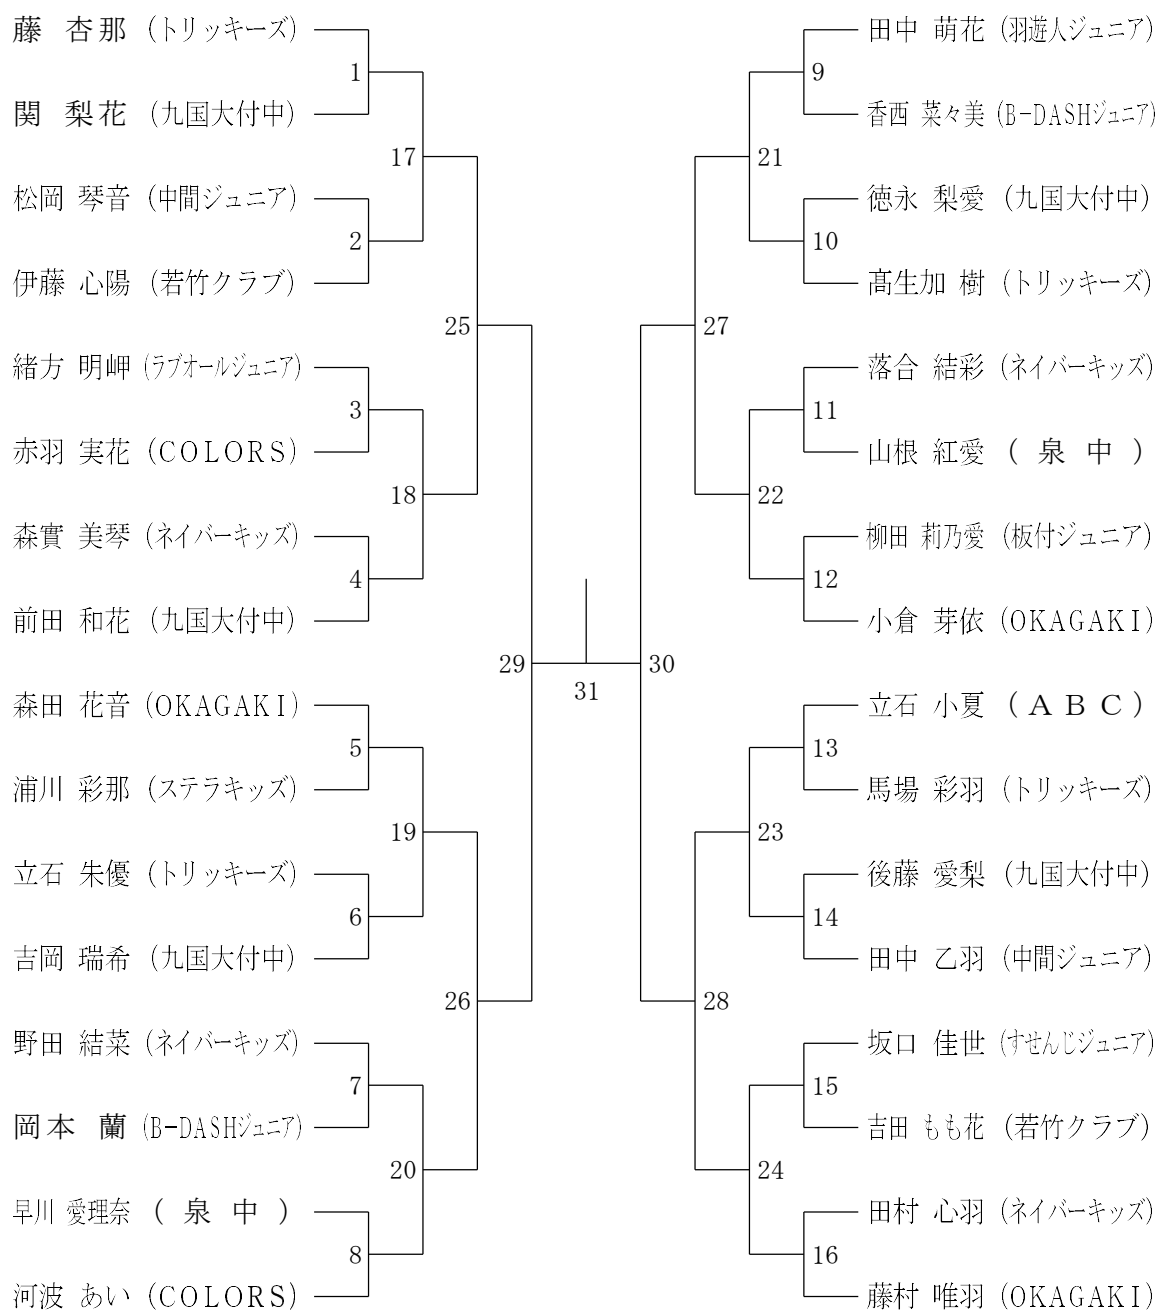 藤 杏那 (トリッキーズ)
1
関 梨花 (九国大付中)
17
松岡 琴音 (中間ジュニア)
2
伊藤 心陽 (若竹クラブ)
25
緒方 明岬 (ラブオールジュニア)
3
赤羽 実花 (COLORS)
18
森實 美琴 (ネイバーキッズ)
4
前田 和花 (九国大付中)
29
森田 花音 (OKAGAKI)
5
浦川 彩那 (ステラキッズ)
19
立石 朱優 (トリッキーズ)
6
吉岡 瑞希 (九国大付中)
26
野田 結菜 (ネイバーキッズ)
7
岡本 蘭 (B-DASHジュニア)
20
早川 愛理奈 (泉中)
8
河波 あい (COLORS)
31
田中 萌花 (羽遊人ジュニア)
9
香西 菜々美 (B-DASHジュニア)
21
徳永 梨愛 (九国大付中)
10
髙生加 樹 (トリッキーズ)
27
落合 結彩 (ネイバーキッズ)
11
山根 紅愛 (泉中)
22
柳田 莉乃愛 (板付ジュニア)
12
小倉 芽依 (OKAGAKI)
30
立石 小夏 (ABC)
13
馬場 彩羽 (トリッキーズ)
23
後藤 愛梨 (九国大付中)
14
田中 乙羽 (中間ジュニア)
28
坂口 佳世 (すせんじジュニア)
15
吉田 もも花 (若竹クラブ)
24
田村 心羽 (ネイバーキッズ)
16
藤村 唯羽 (OKAGAKI)